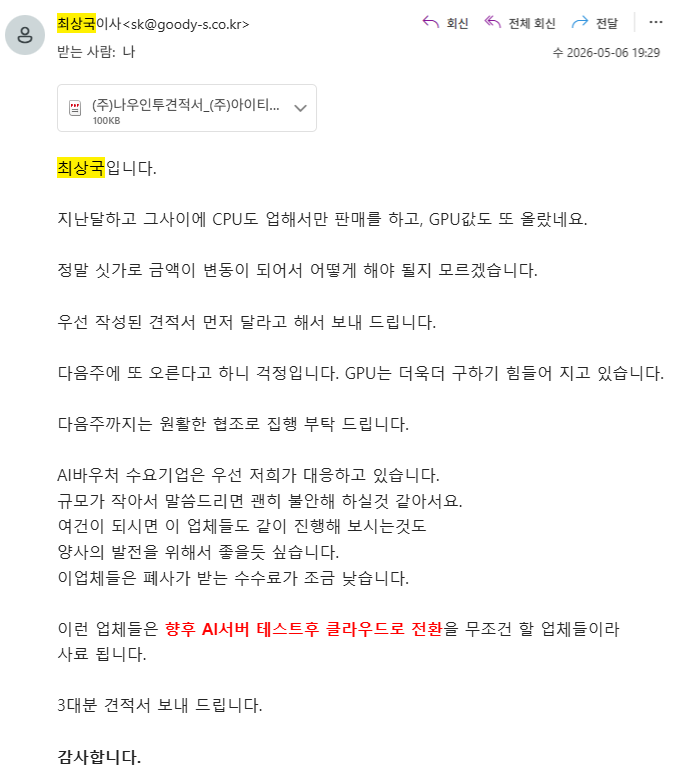 최상국이사<sk@goody-s.co.kr>
회신 전체 회신 전달 ...
받는 사람: 나
수 2026-05-06 19:29
(주)나우인투견적서_(주)아이티...
100KB
최상국입니다.
지난달하고 그사이에 CPU도 업해서만 판매를 하고, GPU값도 또 올랐네요.
정말 싯가로 금액이 변동이 되어서 어떻게 해야 될지 모르겠습니다.
우선 작성된 견적서 먼저 달라고 해서 보내 드립니다.
다음주에 또 오른다고 하니 걱정입니다. GPU는 더욱더 구하기 힘들어 지고 있습니다.
다음주까지는 원활한 협조로 집행 부탁 드립니다.
AI바우처 수요기업은 우선 저희가 대응하고 있습니다.
규모가 작아서 말씀드리면 괜히 불안해 하실것 같아서요.
여건이 되시면 이 업체들도 같이 진행해 보시는것도
양사의 발전을 위해서 좋을듯 싶습니다.
이업체들은 폐사가 받는 수수료가 조금 낮습니다.
이런 업체들은 향후 AI서버 테스트후 클라우드로 전환을 무조건 할 업체들이라
사료 됩니다.
3대분 견적서 보내 드립니다.
감사합니다.